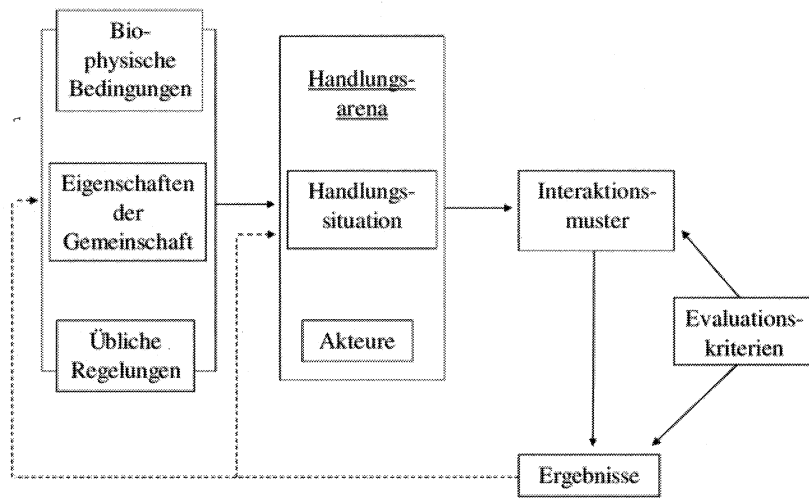 Bio-
physische
Bedingungen
Eigenschaften
der
Gemeinschaft
Übliche
Regelungen
Handlungs-
arena
Handlungs-
situation
Akteure
Interaktions-
muster
Evaluations-
kriterien
Ergebnisse